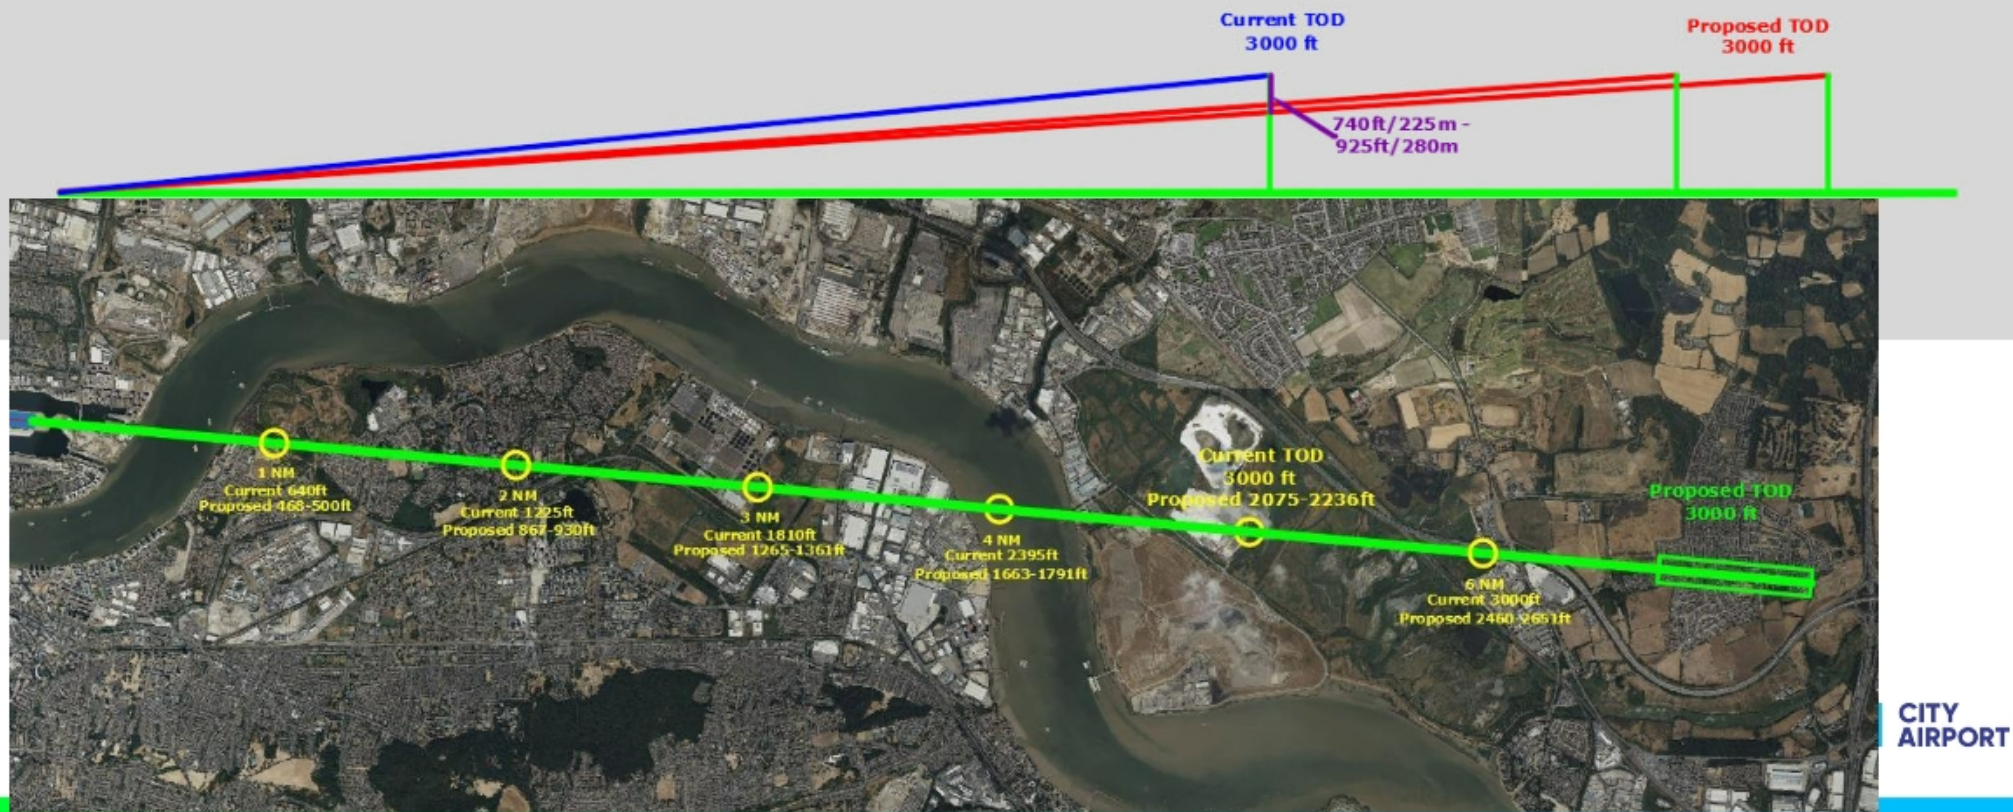 Current TOD
3000 ft
Proposed TOD
3000 ft
740ft/225m -
925ft/280m
1 NM
Current 640ft
Proposed 468-500ft
2 NM
Current 1225ft
Proposed 867-930ft
3 NM
Current 1810ft
Proposed 1265-1361ft
4 NM
Current 2395ft
Proposed 1663-1791ft
Current TOD
3000 ft
Proposed 2075-2236ft
6 NM
Current 3000ft
Proposed 2460-2651ft
Proposed TOD
3000 ft
CITY
AIRPORT